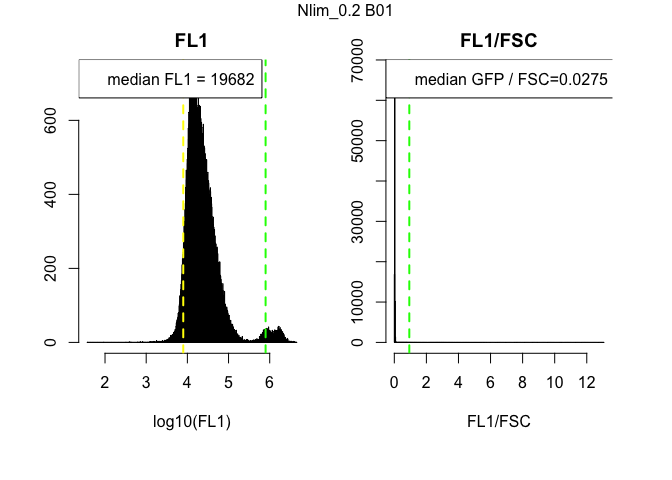 Nlim_0.2 B01
FL1
median FL1 = 19682
0 200 400 600
2 3 4 5 6
log10(FL1)
FL1/FSC
median GFP / FSC=0.0275
0 10000 30000 50000 70000
0 2 4 6 8 10 12
FL1/FSC